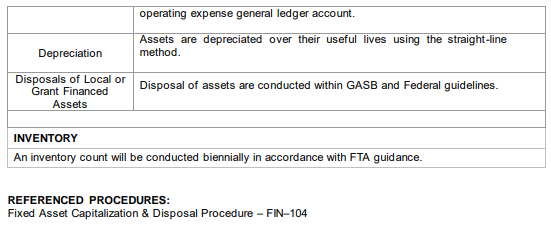 operating expense general ledger account.
Depreciation
Assets are depreciated over their useful lives using the straight-line
method.
Disposals of Local or
Grant Financed
Assets
Disposal of assets are conducted within GASB and Federal guidelines.
INVENTORY
An inventory count will be conducted biennially in accordance with FTA guidance.
REFERENCED PROCEDURES:
Fixed Asset Capitalization & Disposal Procedure – FIN–104